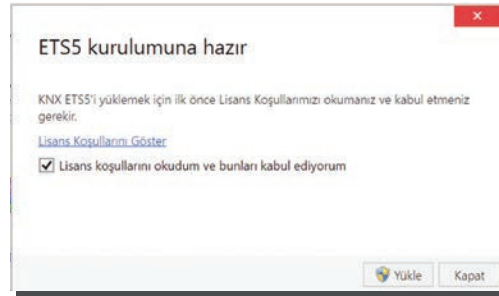 ETS5 kurulumuna hazır
KNX ETS5'i yüklemek için ilk önce Lisans Koşullarımızı okumanız ve kabul etmeniz
gerekir.
Lisans Koşullarını Göster
Lisans koşullarını okudum ve bunları kabul ediyorum
Yükle Kapat